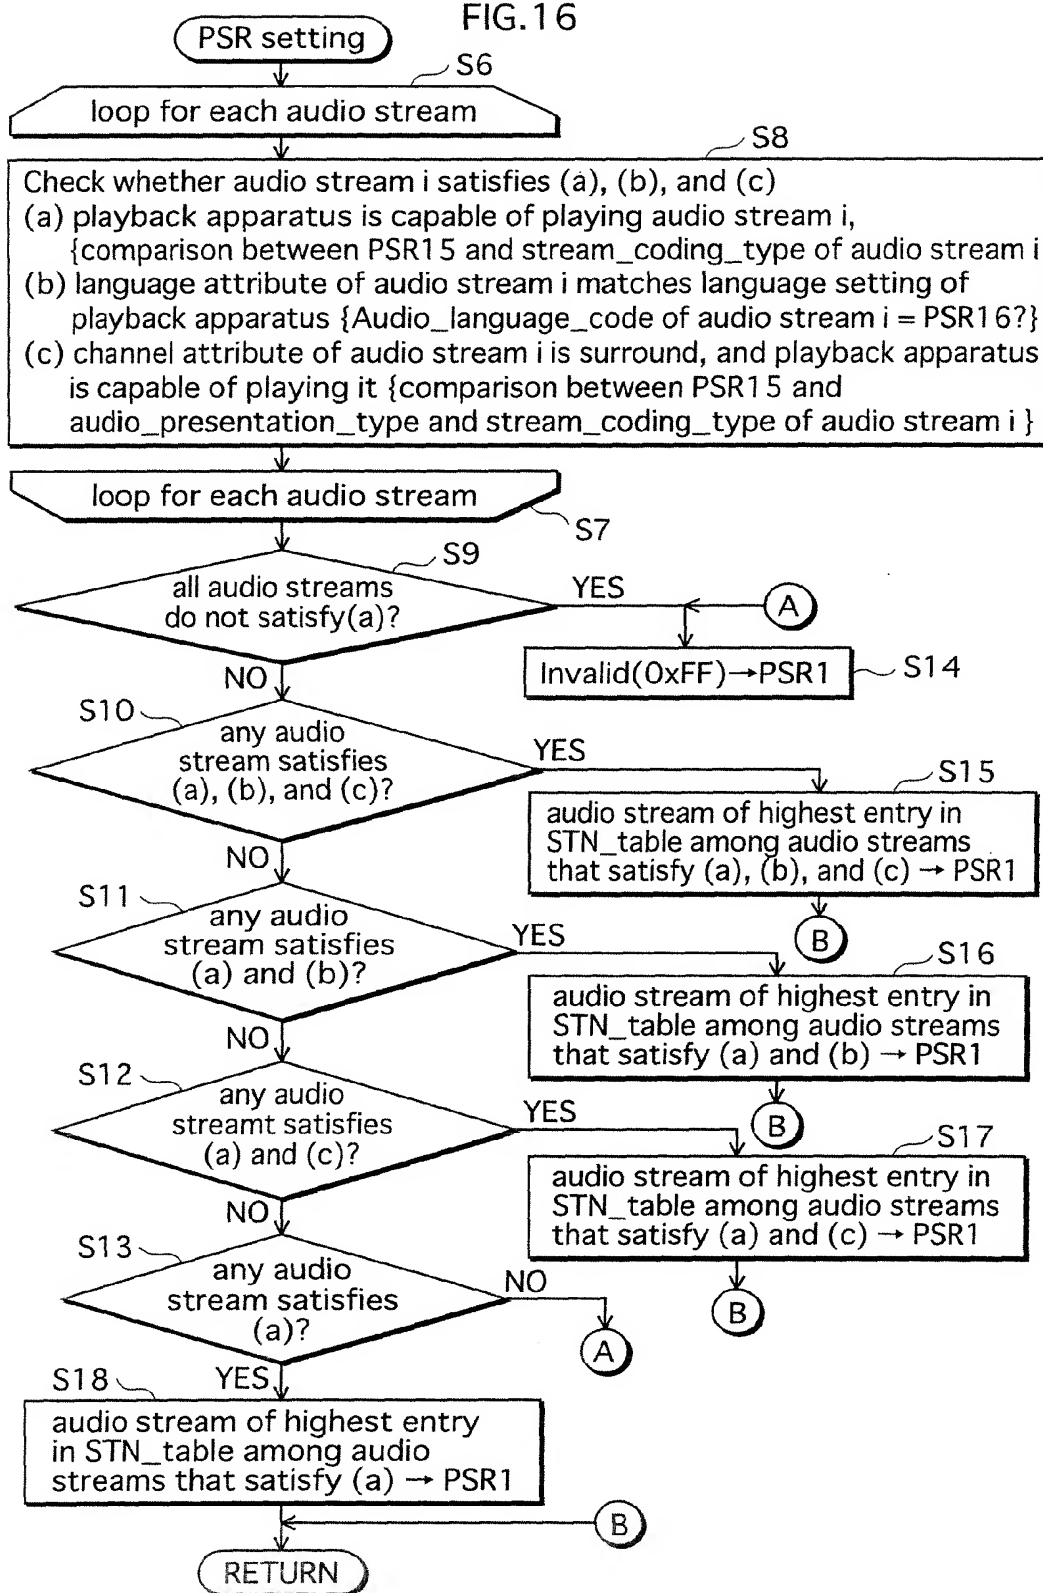 FIG.16
PSR setting
S6
loop for each audio stream
S8
Check whether audio stream i satisfies (a), (b), and (c)
(a) playback apparatus is capable of playing audio stream i,
{comparison between PSR15 and stream_coding_type of audio stream i
(b) language attribute of audio stream i matches language setting of
playback apparatus {Audio_language_code of audio stream i = PSR16?}
(c) channel attribute of audio stream i is surround, and playback apparatus
is capable of playing it {comparison between PSR15 and
audio_presentation_type and stream_coding_type of audio stream i }
loop for each audio stream
S7
S9
all audio streams
do not satisfy(a)?
YES
A
NO
Invalid(0xFF)→PSR1
S14
S10
any audio
stream satisfies
(a), (b), and (c)?
YES
S15
audio stream of highest entry in
STN_table among audio streams
that satisfy (a), (b), and (c) → PSR1
B
NO
S11
any audio
stream satisfies
(a) and (b)?
YES
S16
audio stream of highest entry in
STN_table among audio streams
that satisfy (a) and (b) → PSR1
B
NO
S12
any audio
streamt satisfies
(a) and (c)?
YES
S17
audio stream of highest entry in
STN_table among audio streams
that satisfy (a) and (c) → PSR1
B
NO
S13
any audio
stream satisfies
(a)?
NO
A
YES
S18
audio stream of highest entry
in STN_table among audio
streams that satisfy (a) → PSR1
B
RETURN